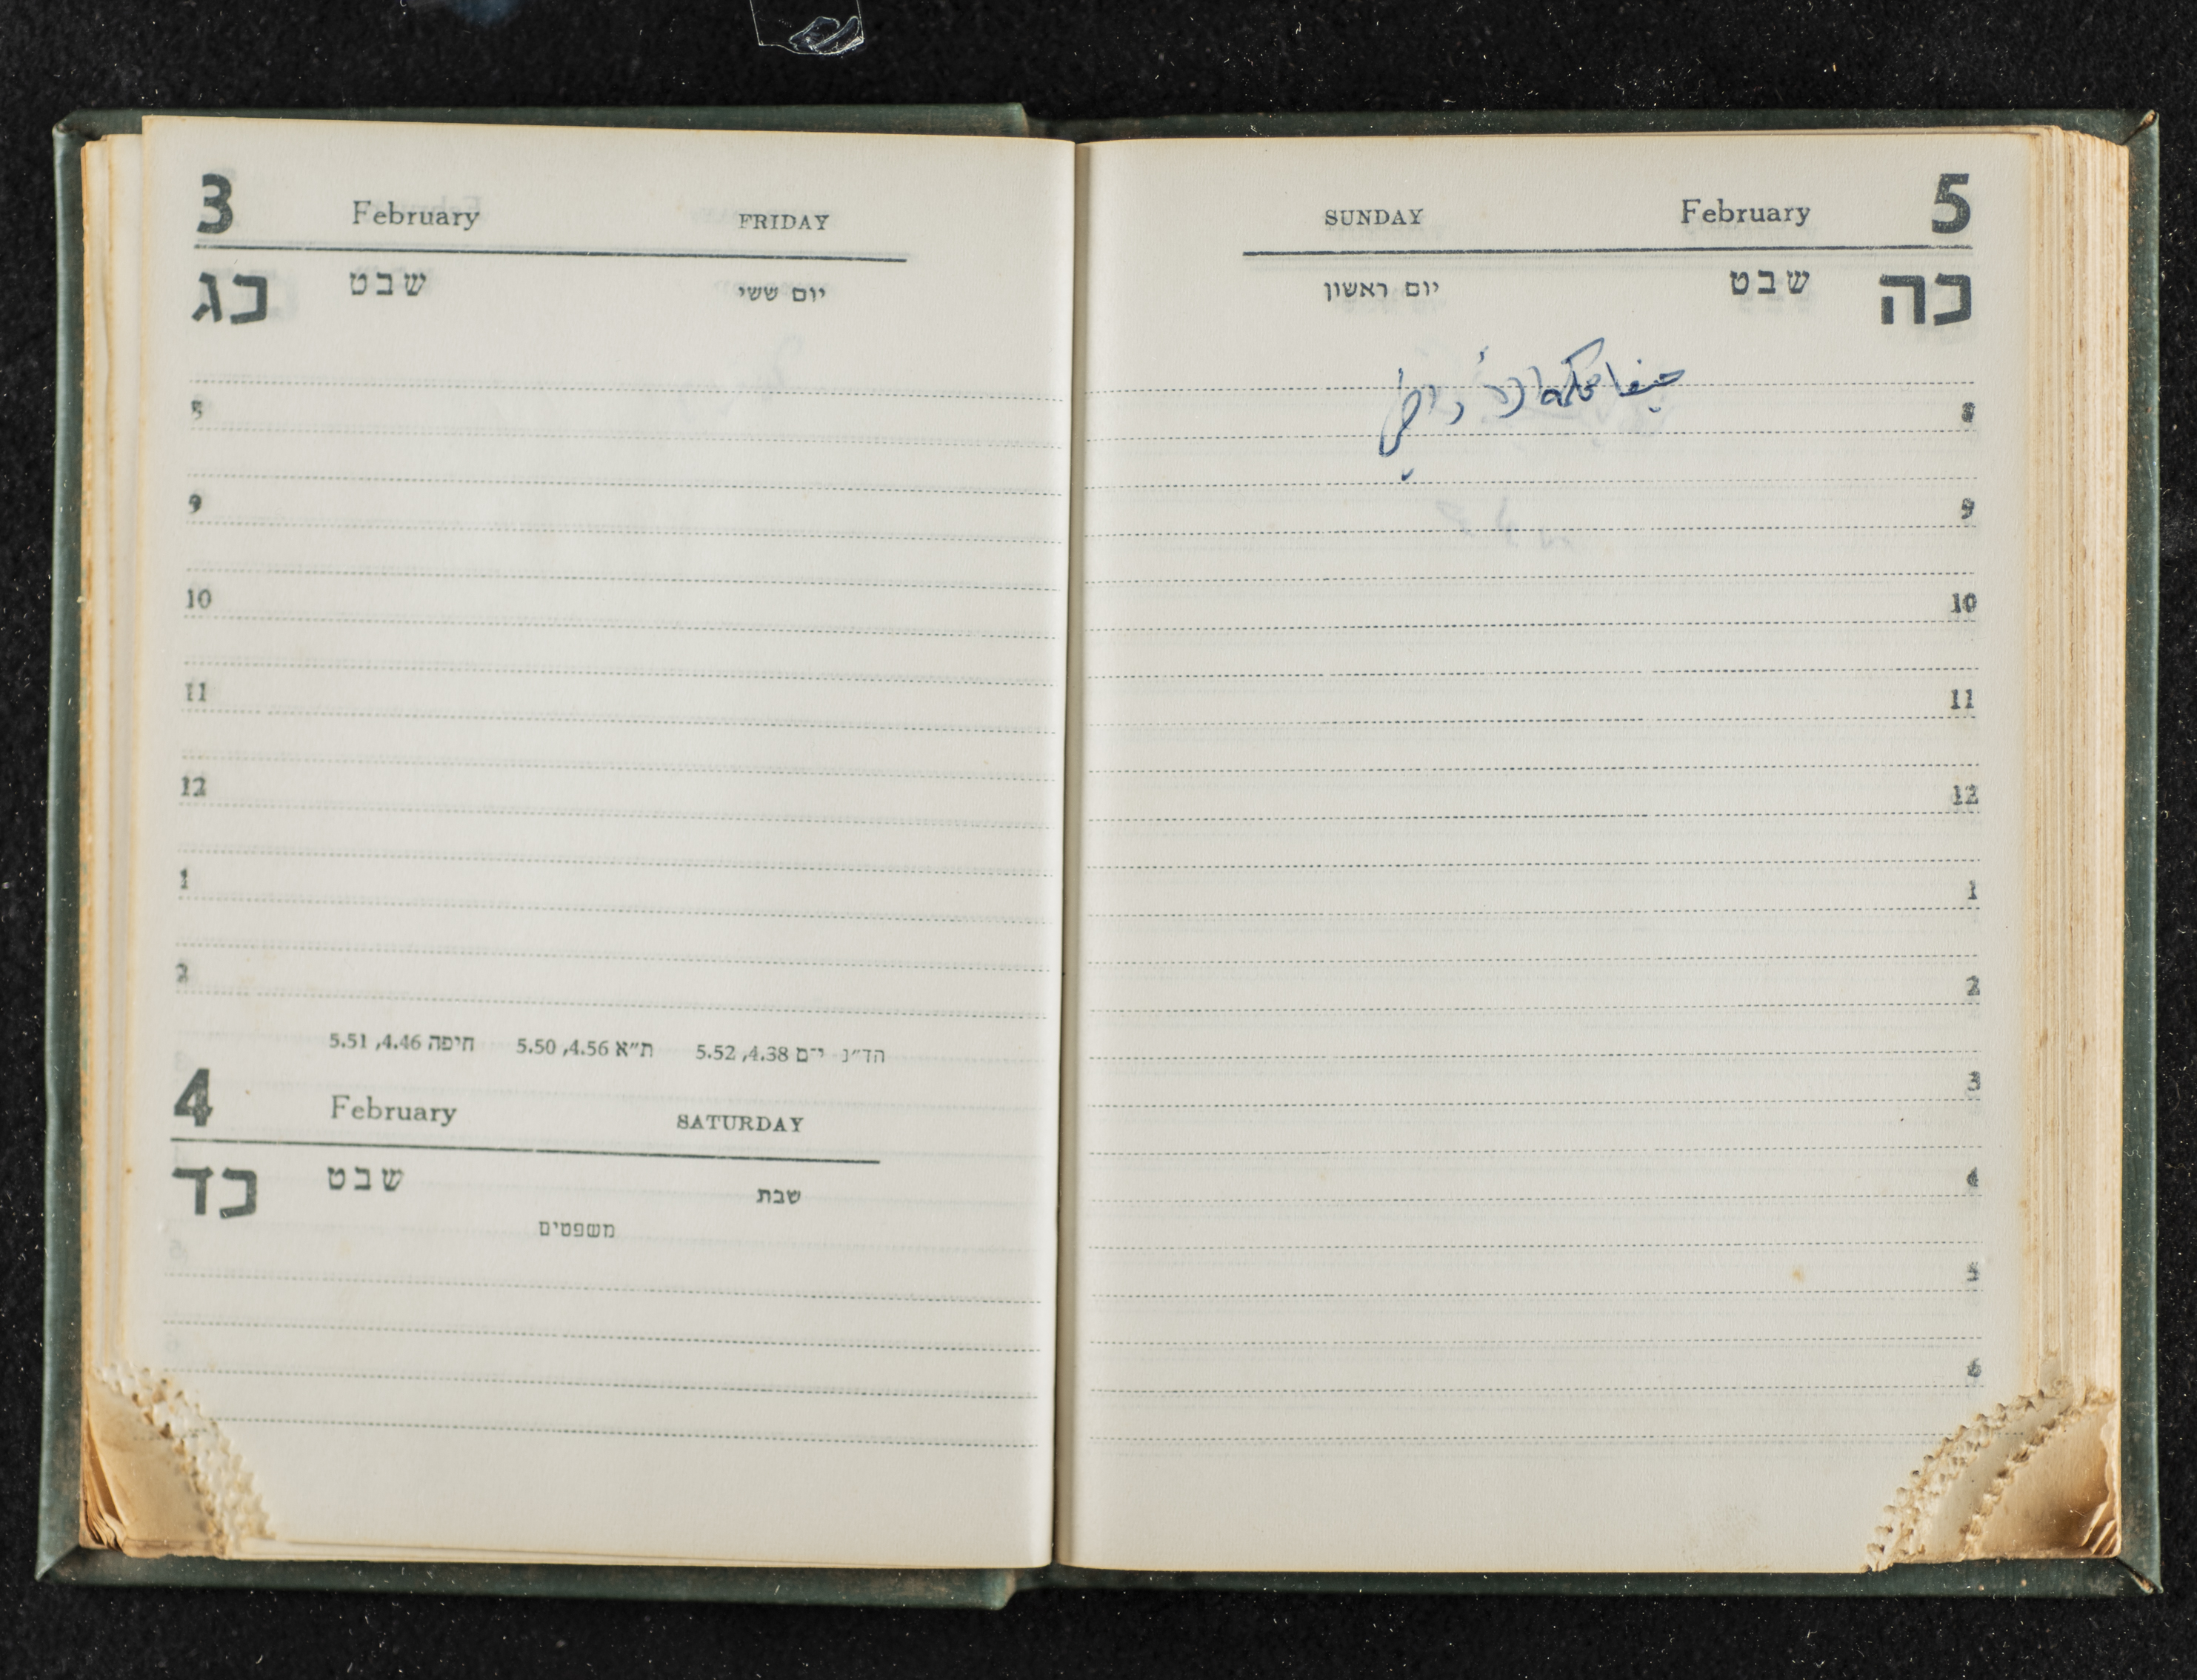 3 February FRIDAY
כג שבט יום ששי
8
9
10
11
12
1
2
הד״נ י־ם 4.38, 5.52 ת״א 4.56, 5.50 חיפה 4.46, 5.51
4 February SATURDAY
כד שבט שבת
משפטים
SUNDAY February 5
כה שבט יום ראשון
8
9
10
11
12
1
2
3
4
5
6